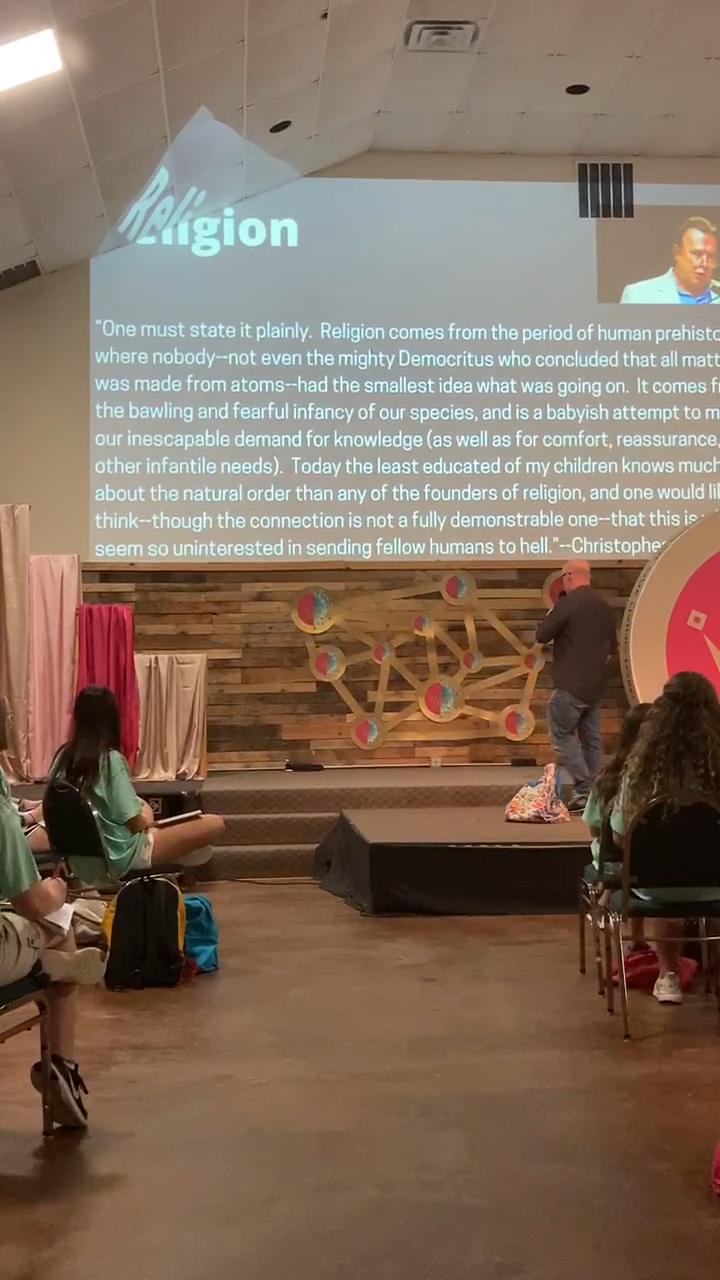 Religion
"One must state it plainly. Religion comes from the period of human
where nobody--not even the mighty Democritus who concluded that all
was made from atoms--had the smallest idea what was going on. It comes
the bawling and fearful infancy of our species, and is a babyish attempt to
our inescapable demand for knowledge (as well as for comfort, reassurance,
other infantile needs). Today the least educated of my children knows much
about the natural order than any of the founders of religion, and one would
think--though the connection is not a fully demonstrable one--that this is
seem so uninterested in sending fellow humans to hell."--Christopher